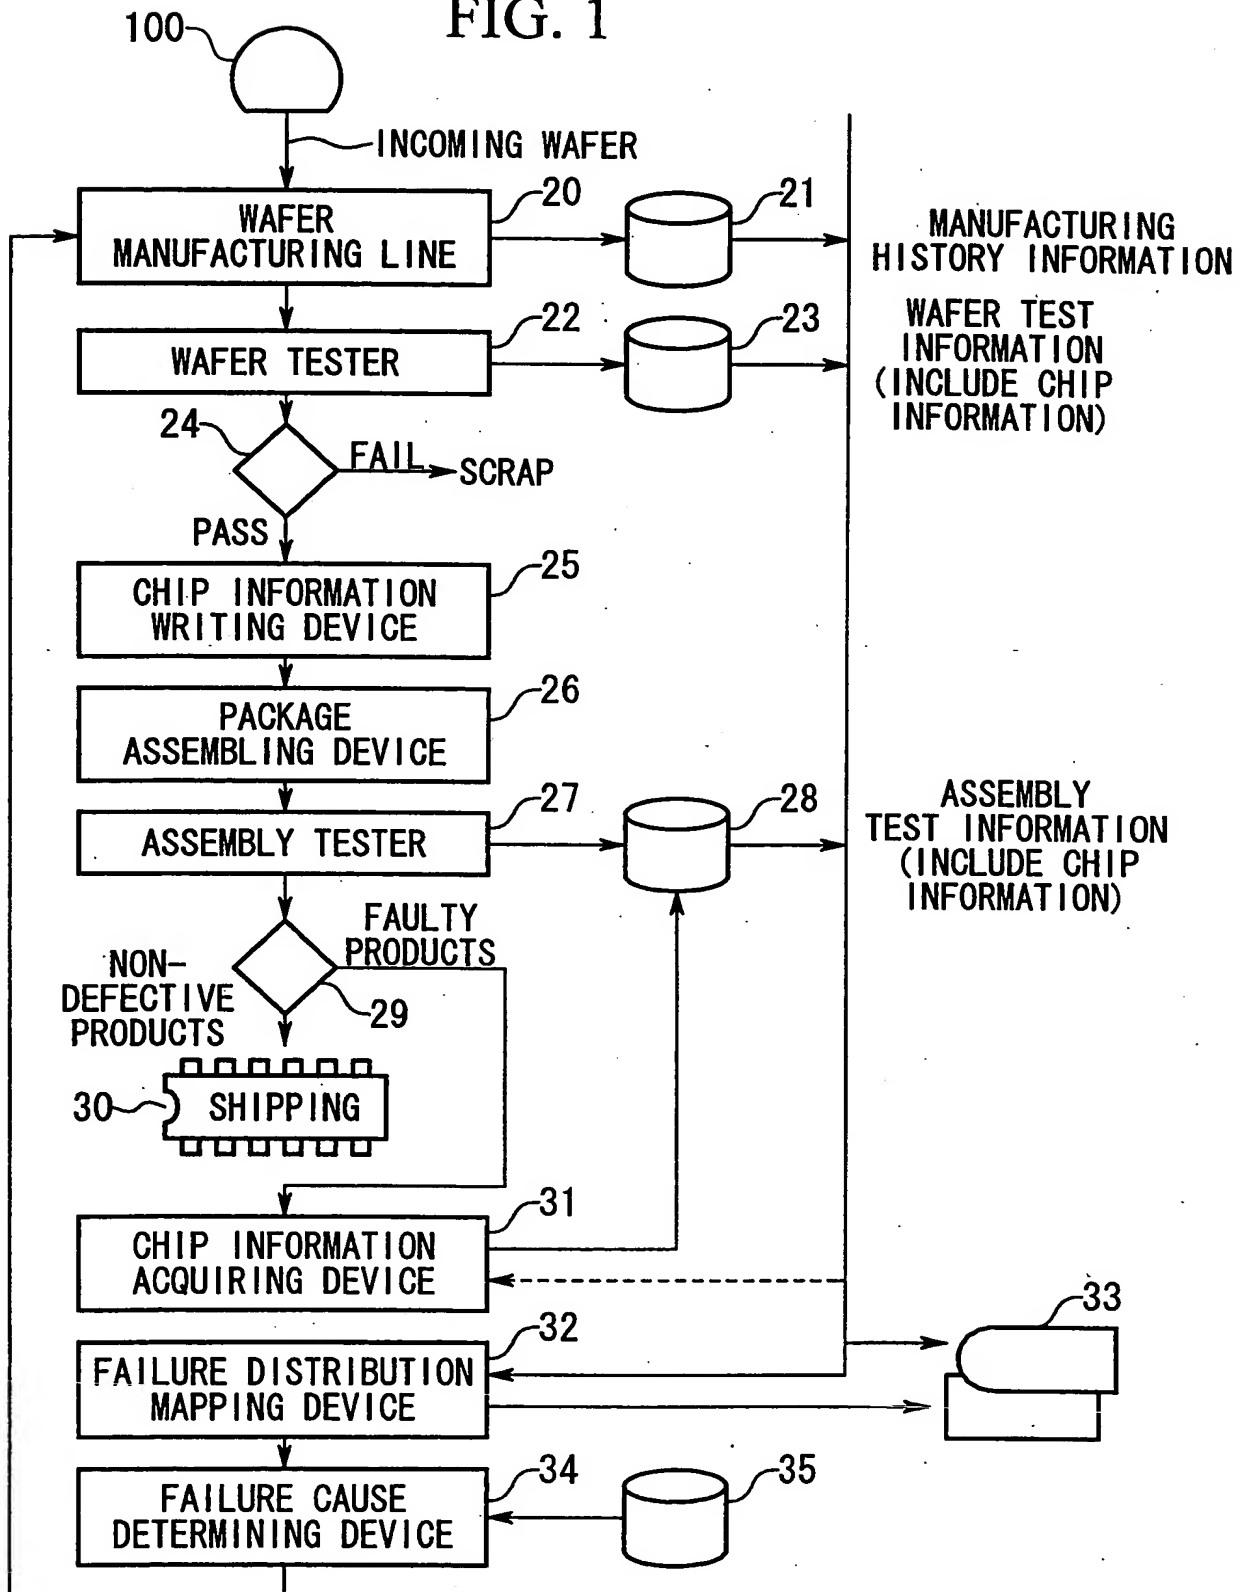 FIG. 1
100
INCOMING WAFER
20
WAFER
MANUFACTURING LINE
21
MANUFACTURING
HISTORY INFORMATION
22
WAFER TESTER
23
WAFER TEST
INFORMATION
(INCLUDE CHIP
INFORMATION)
24
FAIL
SCRAP
PASS
25
CHIP INFORMATION
WRITING DEVICE
26
PACKAGE
ASSEMBLING DEVICE
27
ASSEMBLY TESTER
28
ASSEMBLY
TEST INFORMATION
(INCLUDE CHIP
INFORMATION)
FAULTY
PRODUCTS
NON-
DEFECTIVE
PRODUCTS
29
30
SHIPPING
31
CHIP INFORMATION
ACQUIRING DEVICE
32
33
FAILURE DISTRIBUTION
MAPPING DEVICE
34
35
FAILURE CAUSE
DETERMINING DEVICE